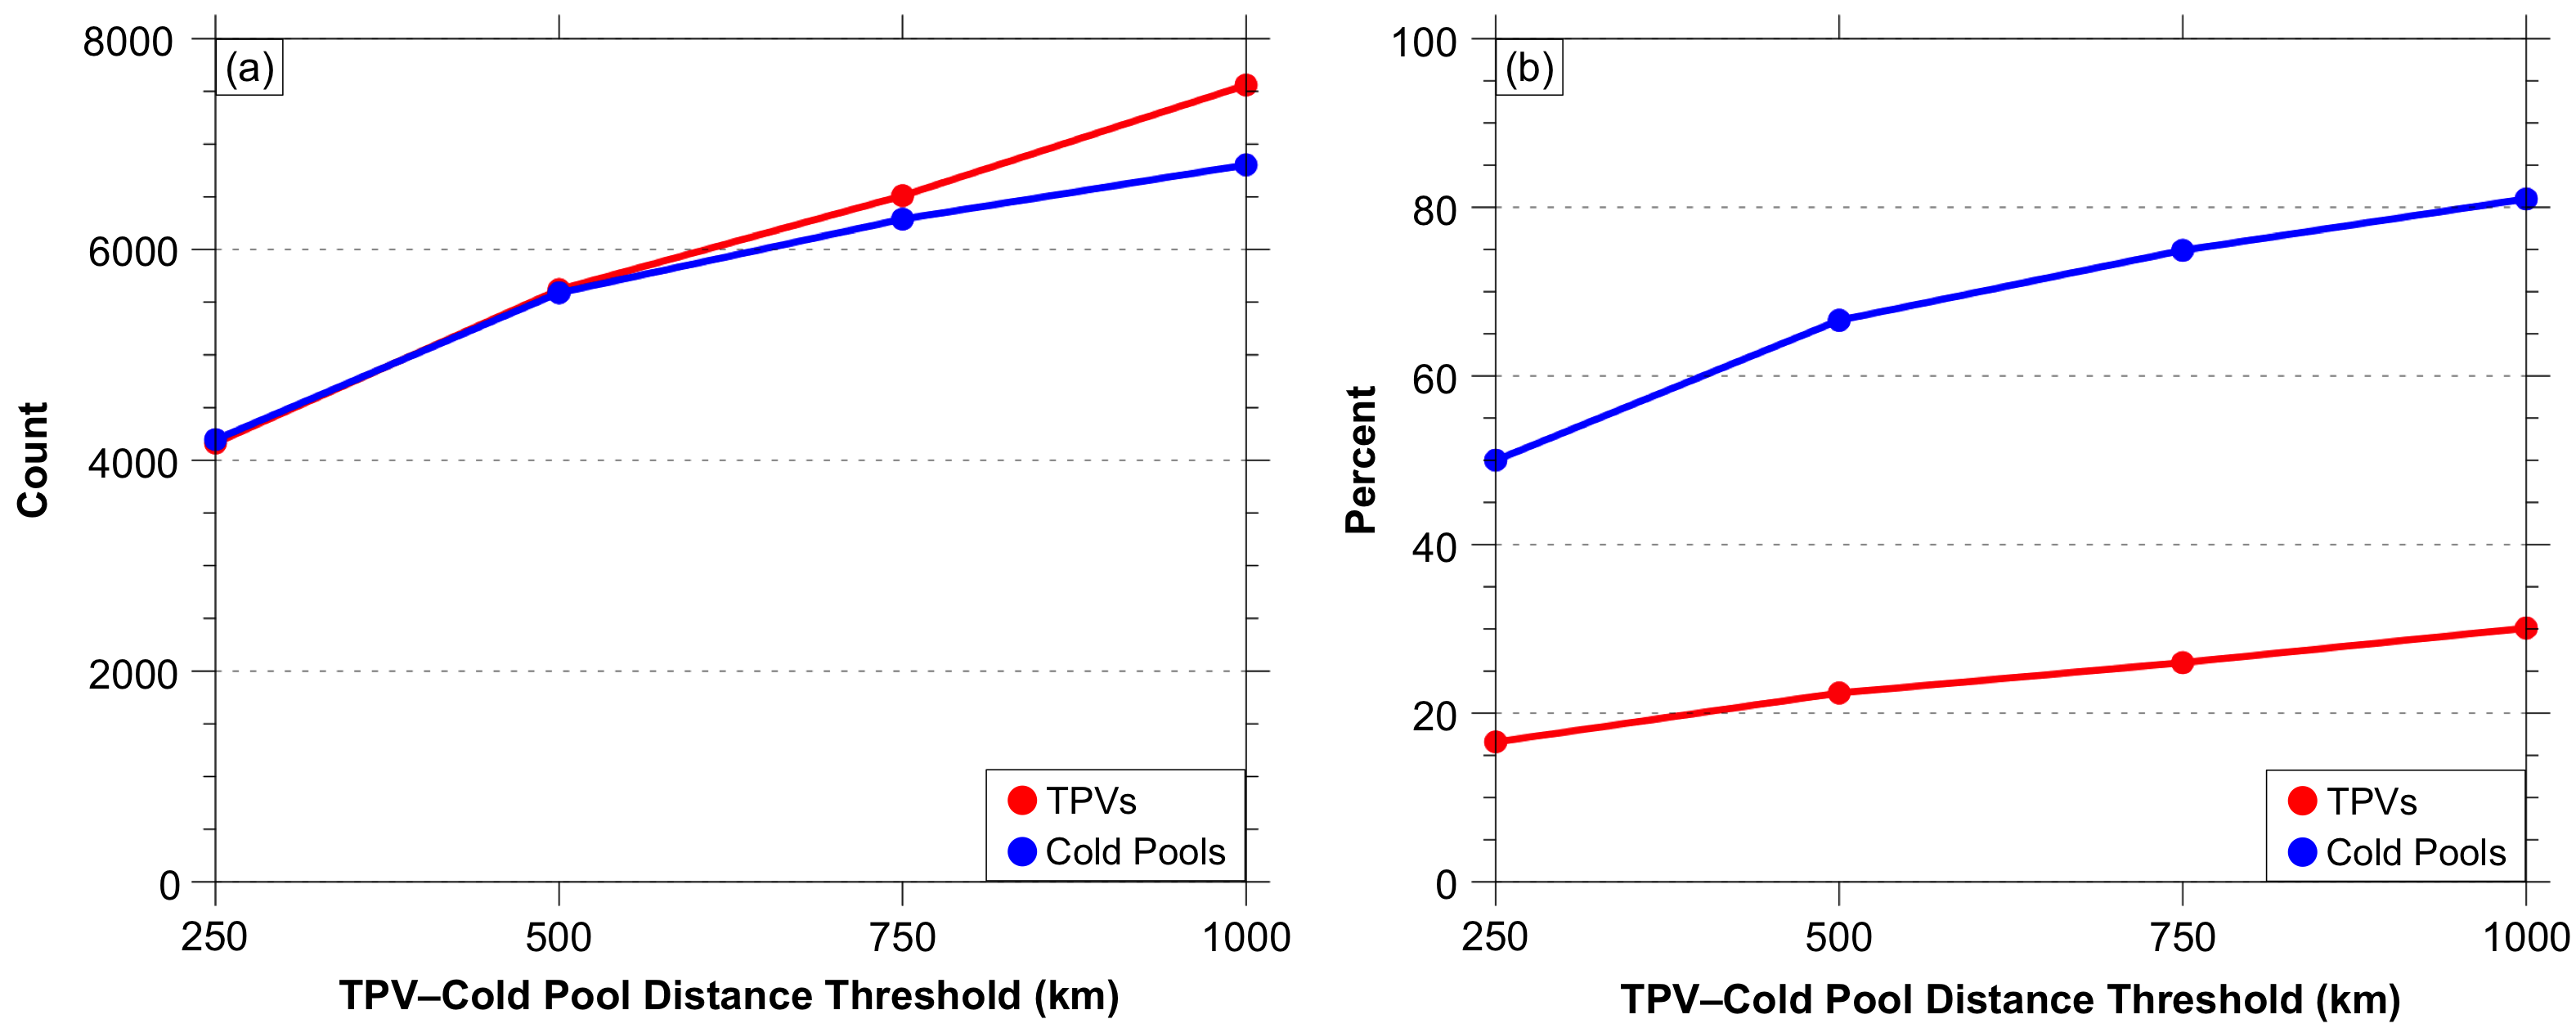 (a)
8000
6000
4000
2000
0
Count
250 500 750 1000
TPV–Cold Pool Distance Threshold (km)
TPVs
Cold Pools
(b)
100
80
60
40
20
0
Percent
250 500 750 1000
TPV–Cold Pool Distance Threshold (km)
TPVs
Cold Pools